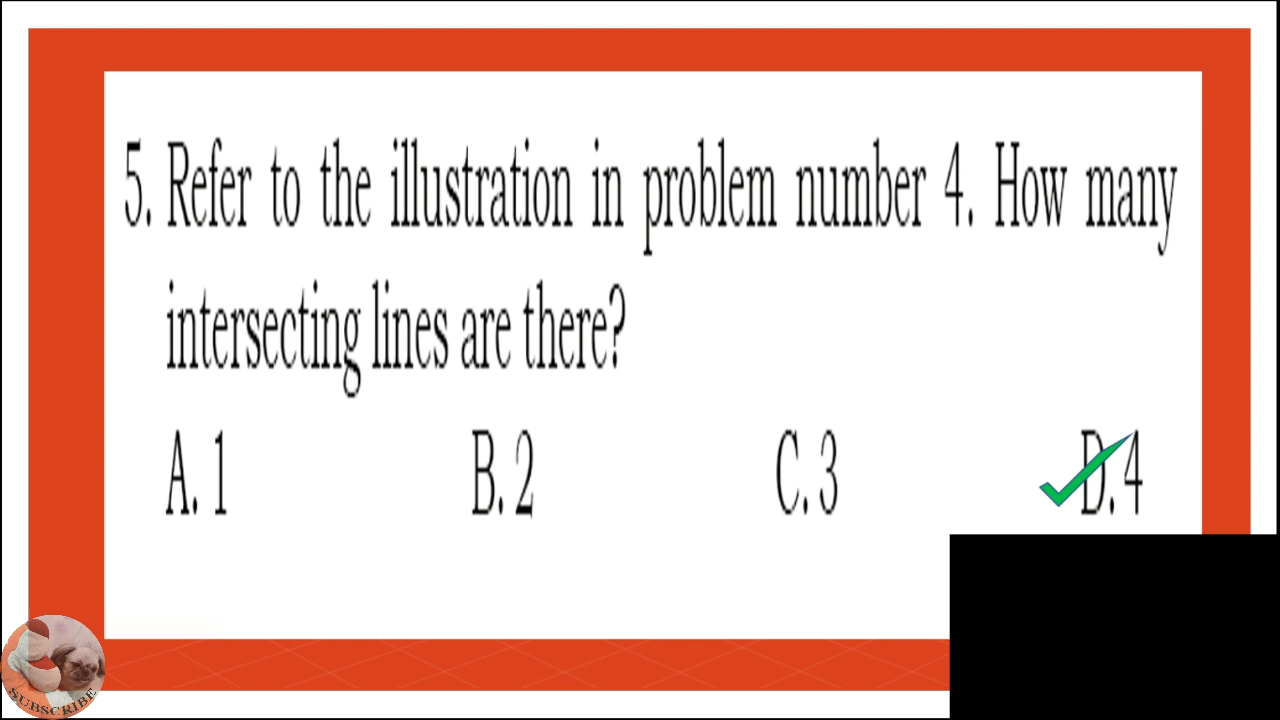 5. Refer to the illustration in problem number 4. How many
intersecting lines are there?
A. 1 B. 2 C. 3 D. 4
SUBSCRIBE